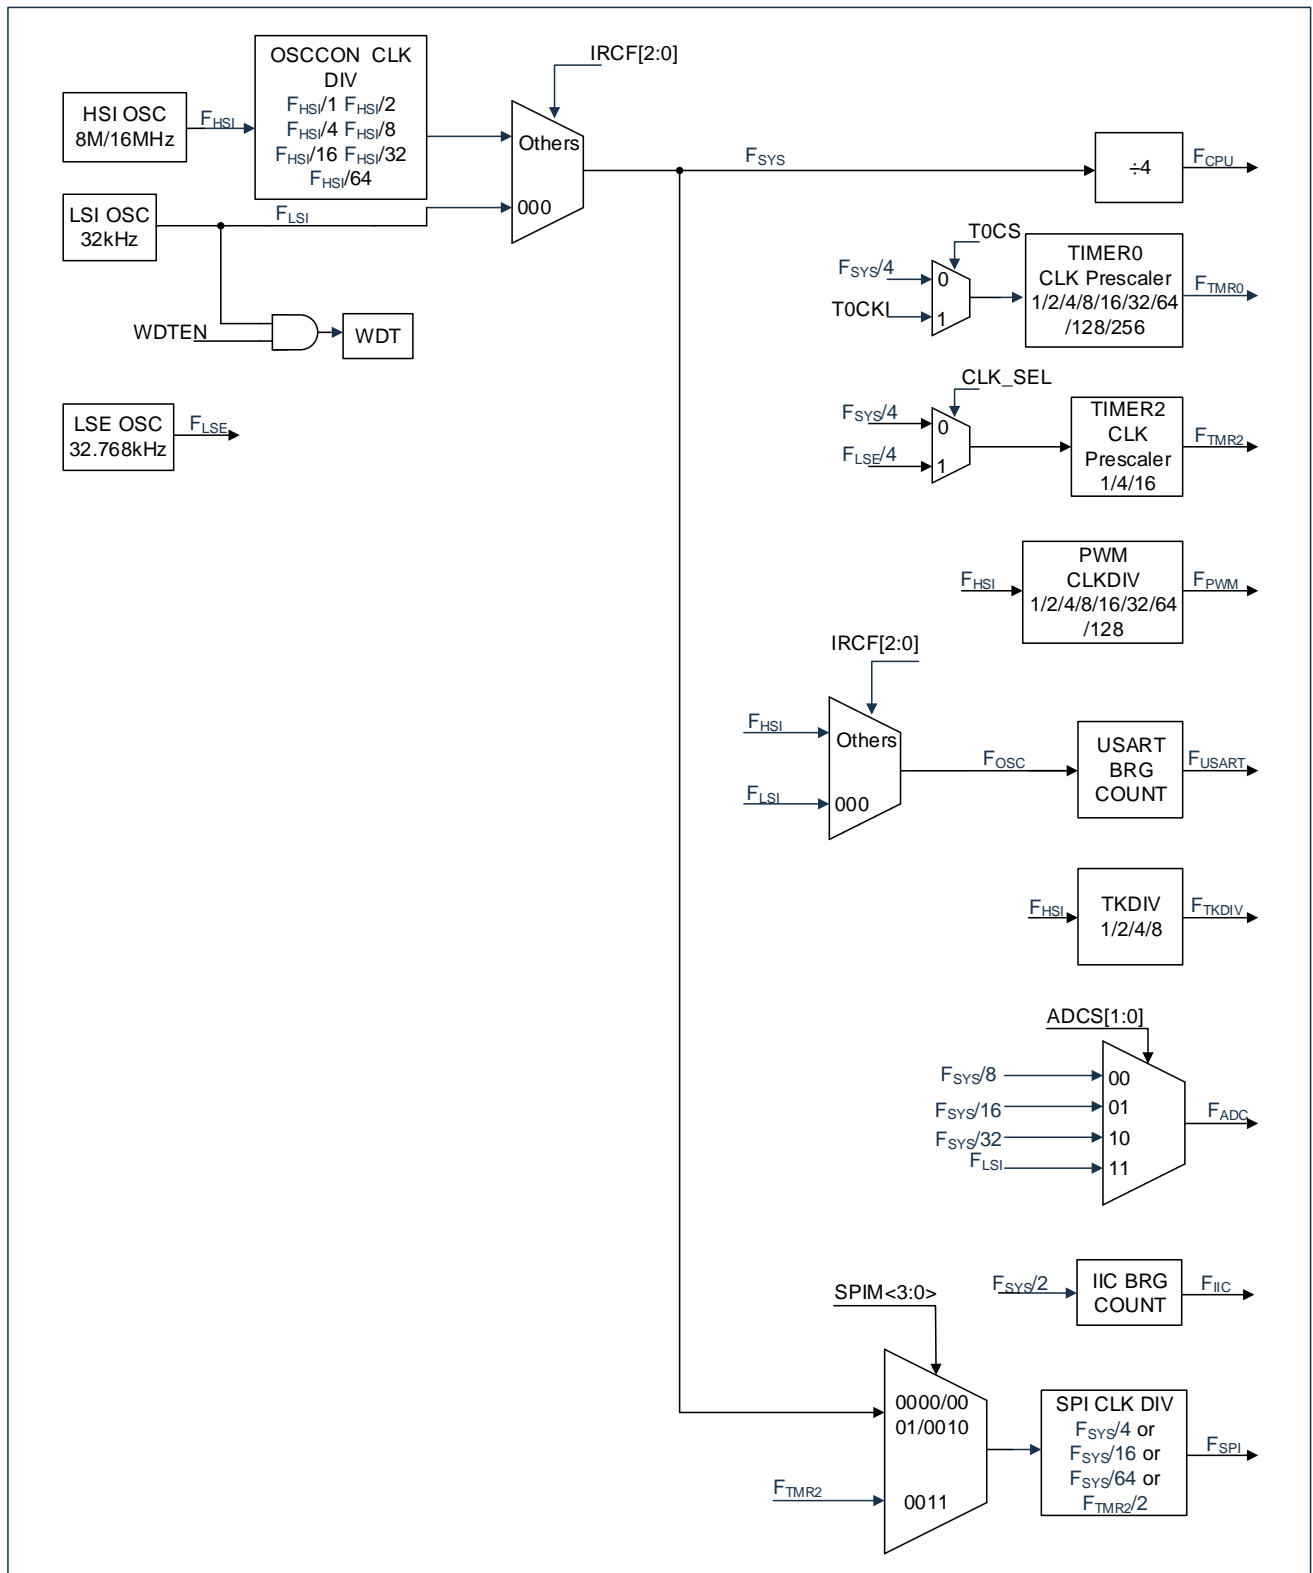 IRCF[2:0]
OSCCON CLK
DIV
FHSI/1 FHSI/2
FHSI/4 FHSI/8
FHSI/16 FHSI/32
FHSI/64
HSI OSC
8M/16MHz
FHSI
Others
000
FSYS
÷4
FCPU
LSI OSC
32kHz
FLSI
WDTEN
WDT
T0CS
FSYS/4
T0CKI
0
1
TIMER0
CLK Prescaler
1/2/4/8/16/32/64
/128/256
FTMR0
LSE OSC
32.768kHz
FLSE
CLK_SEL
FSYS/4
FLSE/4
0
1
TIMER2
CLK
Prescaler
1/4/16
FTMR2
FHSI
PWM
CLKDIV
1/2/4/8/16/32/64
/128
FPWM
IRCF[2:0]
FHSI
FLSI
Others
000
FOSC
USART
BRG
COUNT
FUSART
FHSI
TKDIV
1/2/4/8
FTKDIV
ADCS[1:0]
FSYS/8
00
FSYS/16
01
FSYS/32
10
FLSI
11
FADC
FSYS/2
IIC BRG
COUNT
FIIC
SPIM<3:0>
0000/00
01/0010
FTMR2
0011
SPI CLK DIV
FSYS/4 or
FSYS/16 or
FSYS/64 or
FTMR2/2
FSPI